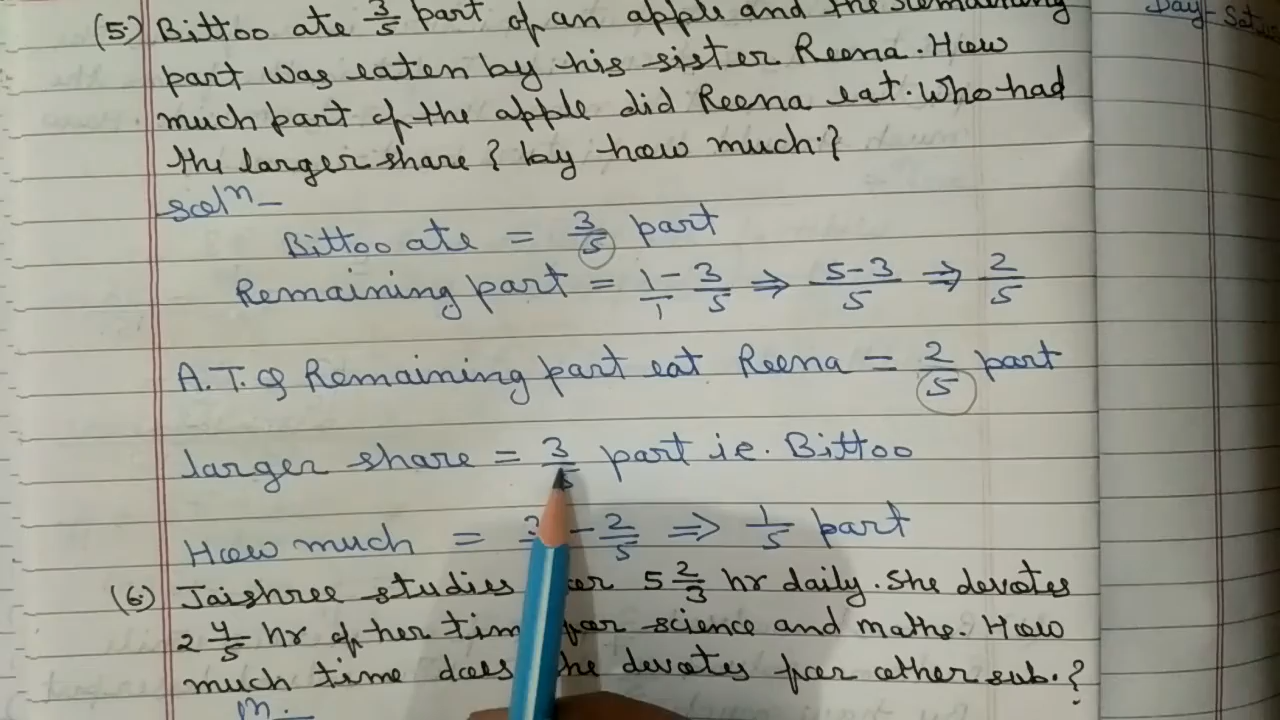 (5) Bittoo ate 3/5 part of an apple and the remaining
part was eaten by his sister Reena. How
much part of the apple did Reena eat. Who had
the larger share? by how much?
Solⁿ-
Bittoo ate = 3/5 part
Remaining part = 1/1 - 3/5 ⇒ 5-3/5 ⇒ 2/5
A.T.Q Remaining part eat Reena = 2/5 part
larger share = 3/5 part ie. Bittoo
How much = 3 - 2/5 ⇒ 1/5 part
(6) Jaishree studies for 5 2/3 hr daily. She devotes
2 4/5 hr of her time for science and maths. How
much time does she devotes for other sub.?